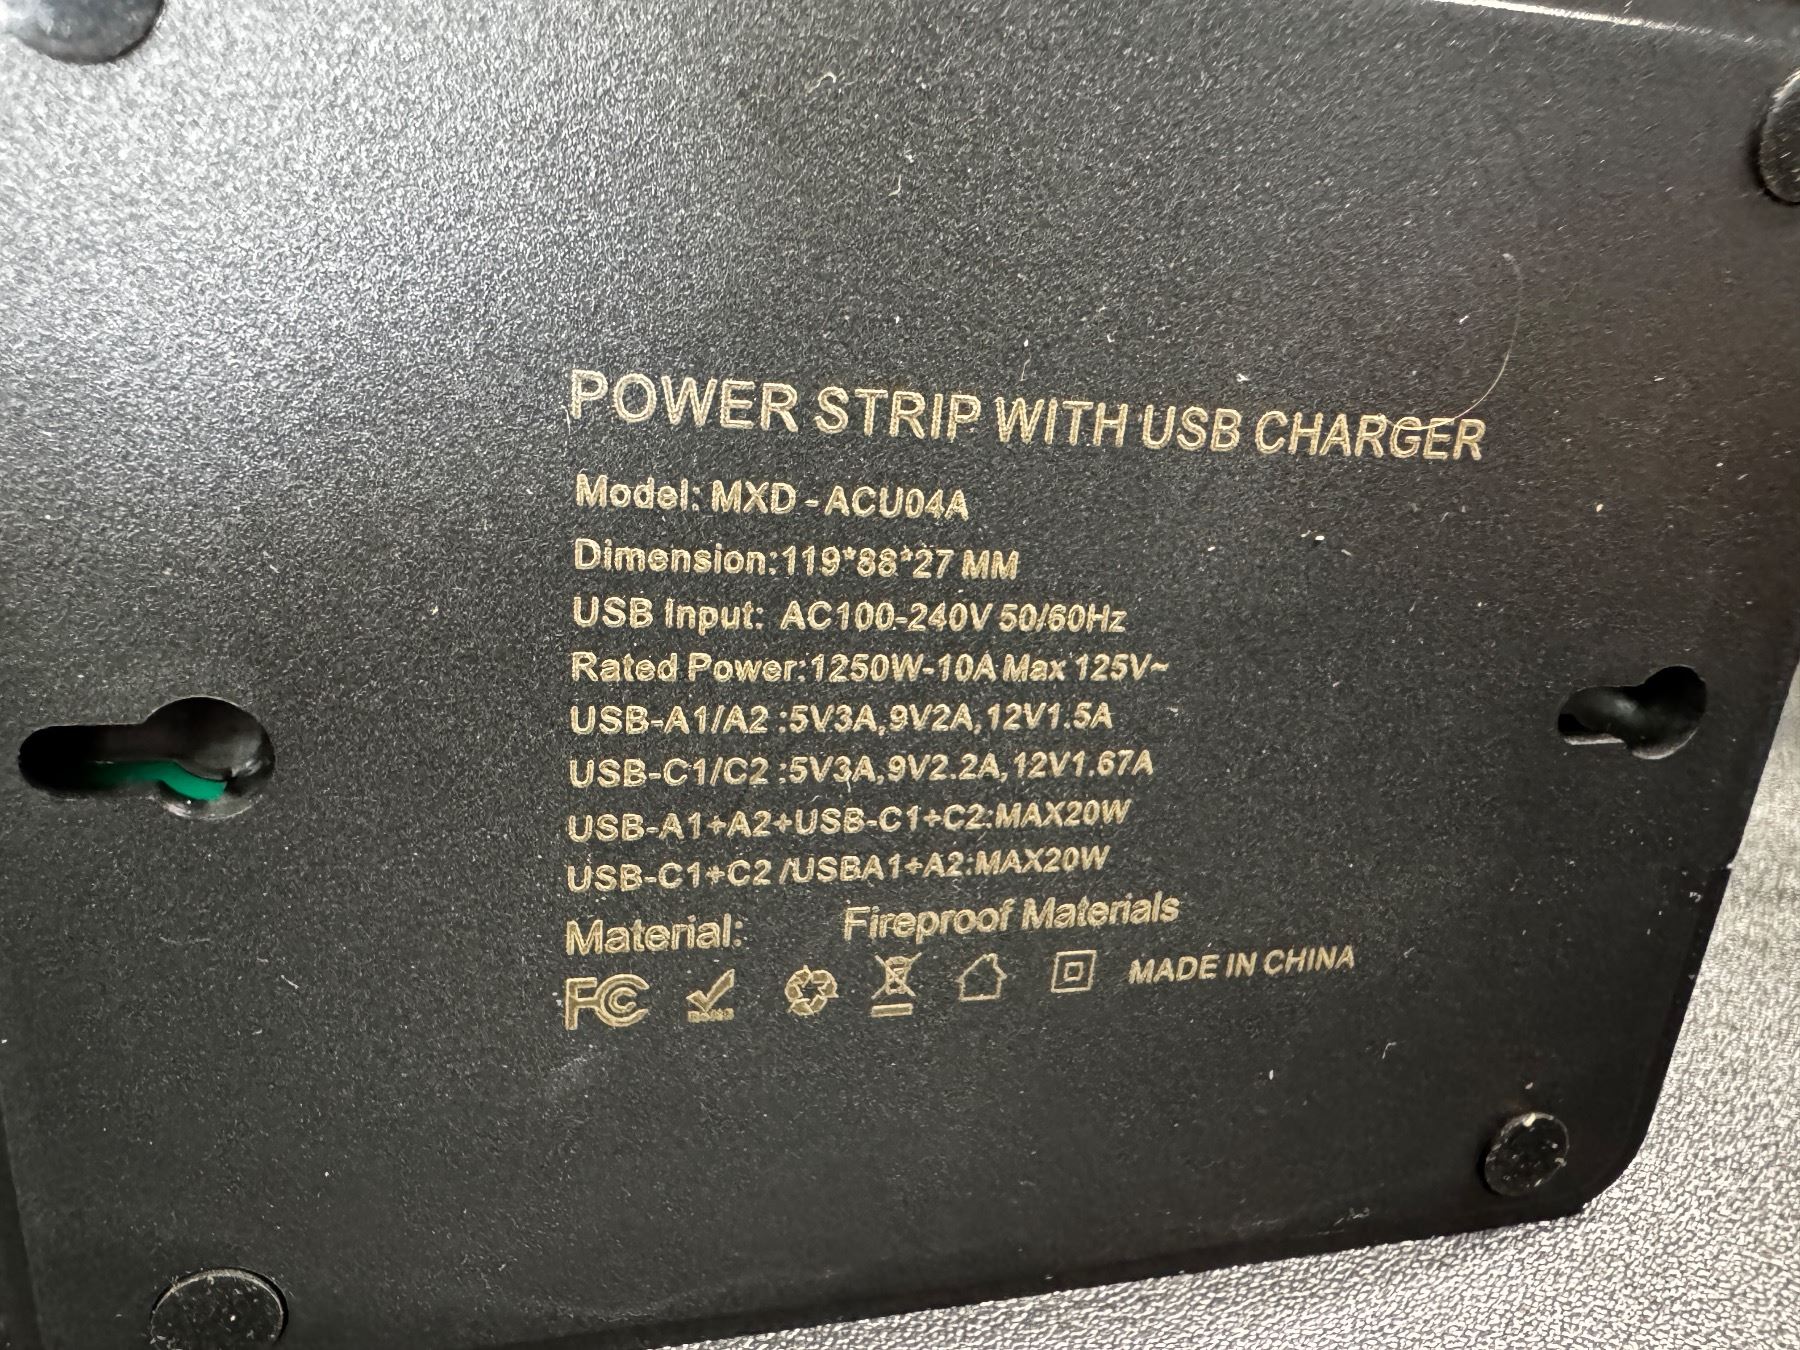 POWER STRIP WITH USB CHARGER
Model: MXD-ACU04A
Dimension:119*88*27 MM
USB Input: AC100-240V 50/60Hz
Rated Power:1250W-10A Max 125V~
USB-A1/A2 :5V3A,9V2A,12V1.5A
USB-C1/C2 :5V3A,9V2.2A,12V1.67A
USB-A1+A2+USB-C1+C2:MAX20W
USB-C1+C2 /USBA1+A2:MAX20W
Material: Fireproof Materials
FC MADE IN CHINA